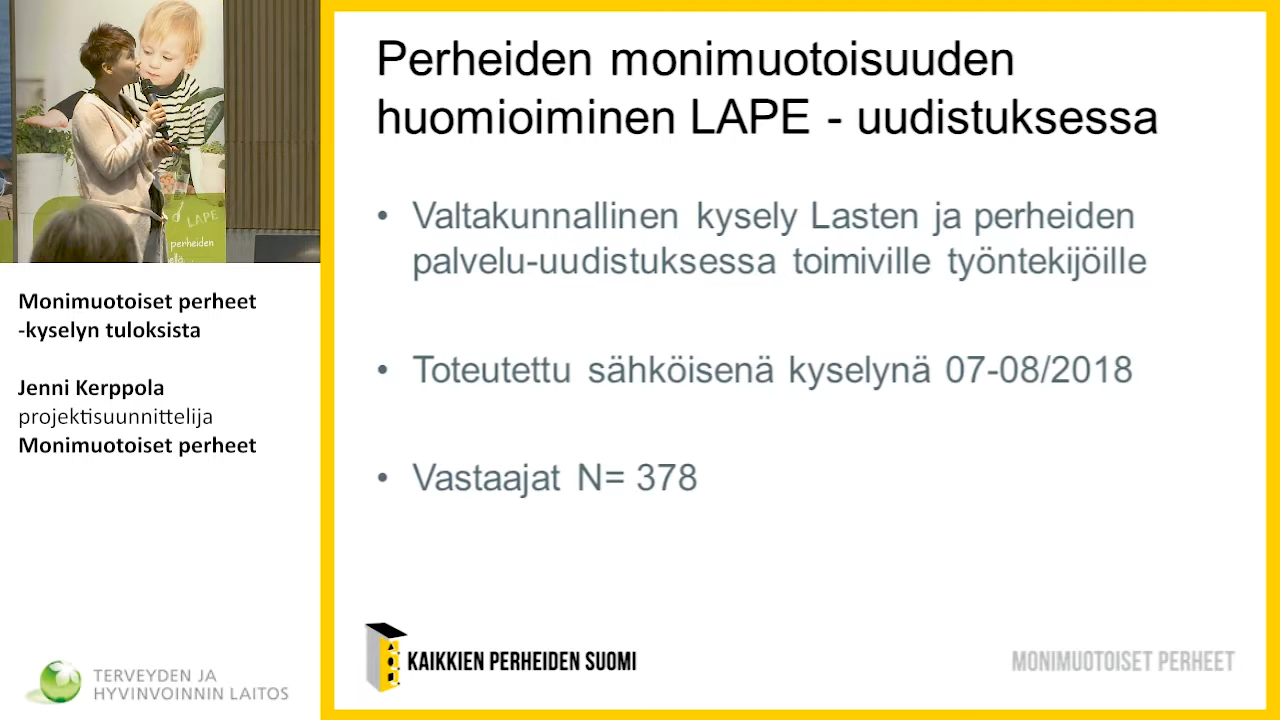 O LAPE
perheiden
Monimuotoiset perheet
-kyselyn tuloksista
Jenni Kerppola
projektisuunnittelija
Monimuotoiset perheet
TERVEYDEN JA
HYVINVOINNIN LAITOS
Perheiden monimuotoisuuden
huomioiminen LAPE - uudistuksessa
• Valtakunnallinen kysely Lasten ja perheiden
palvelu-uudistuksessa toimiville työntekijöille
• Toteutettu sähköisenä kyselynä 07-08/2018
• Vastaajat N= 378
KAIKKIEN PERHEIDEN SUOMI
MONIMUOTOISET PERHEET